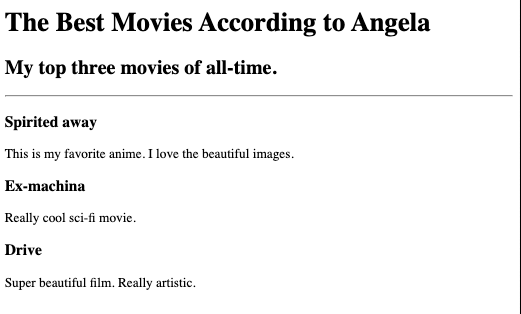 The Best Movies According to Angela
My top three movies of all-time.
Spirited away
This is my favorite anime. I love the beautiful images.
Ex-machina
Really cool sci-fi movie.
Drive
Super beautiful film. Really artistic.